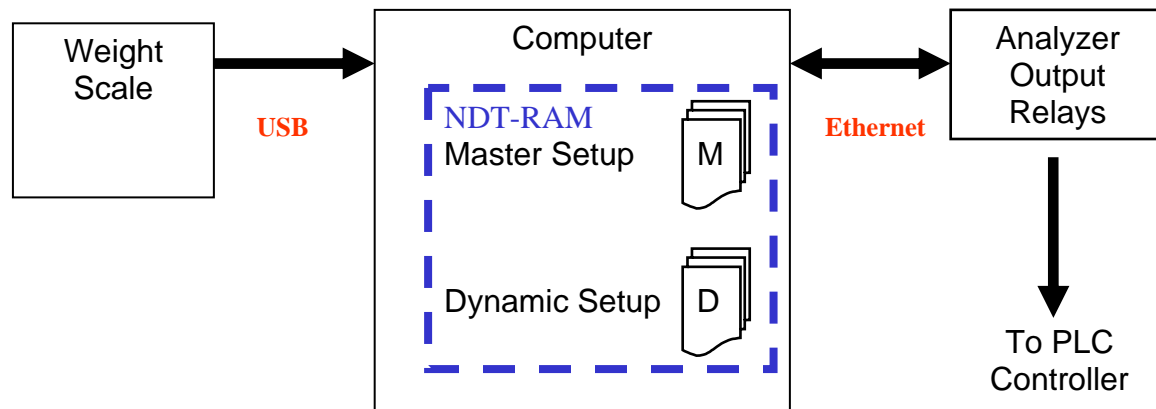 Weight
Scale
USB
Computer
NDT-RAM
Master Setup
M
Dynamic Setup
D
Ethernet
Analyzer
Output
Relays
To PLC
Controller